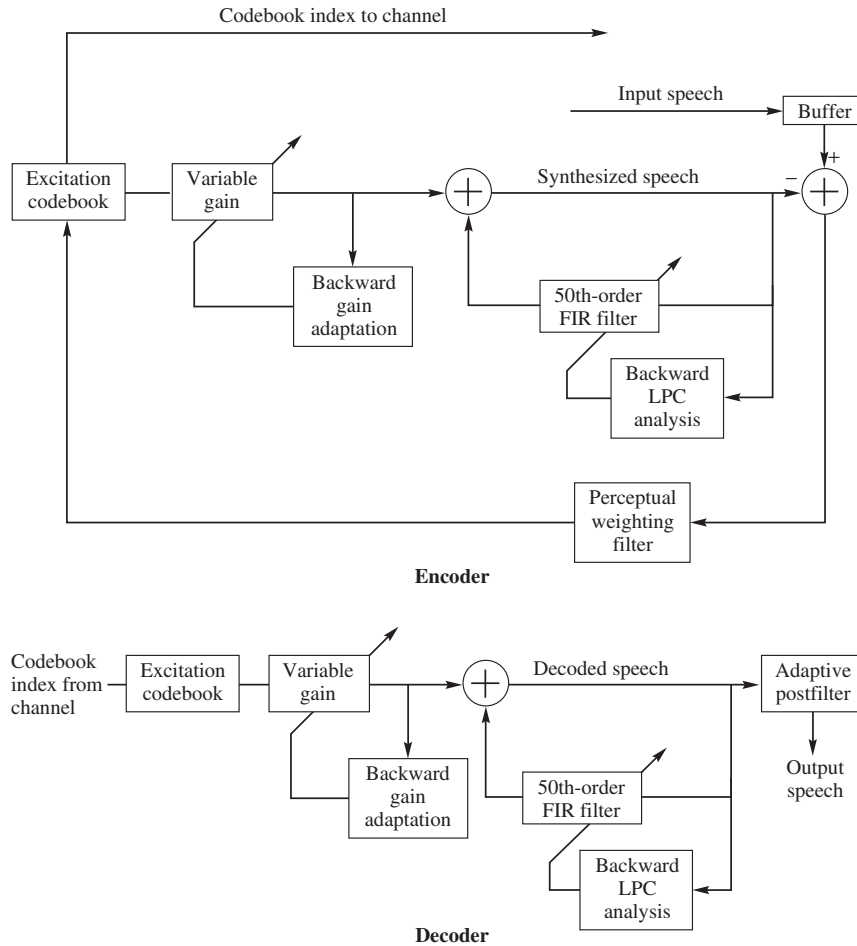 Codebook index to channel
Input speech
Buffer
+
Excitation
codebook
Variable
gain
+
Synthesized speech
−
+
Backward
gain
adaptation
50th-order
FIR filter
Backward
LPC
analysis
Perceptual
weighting
filter
Encoder
Codebook
index from
channel
Excitation
codebook
Variable
gain
+
Decoded speech
Adaptive
postfilter
Backward
gain
adaptation
50th-order
FIR filter
Output
speech
Backward
LPC
analysis
Decoder